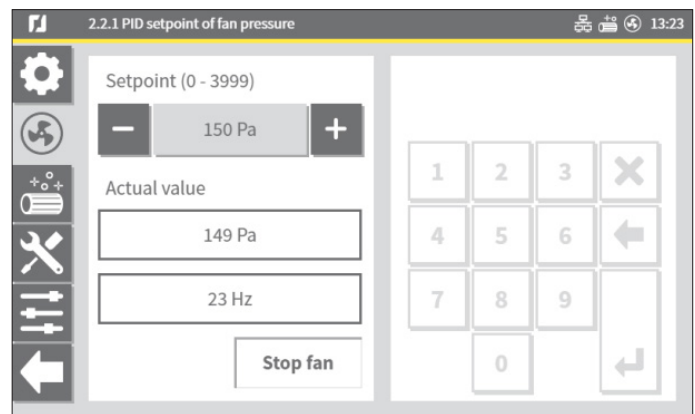 2.2.1 PID setpoint of fan pressure
13:23
Setpoint (0 - 3999)
150 Pa
Actual value
149 Pa
23 Hz
Stop fan
1 2 3
4 5 6
7 8 9
0